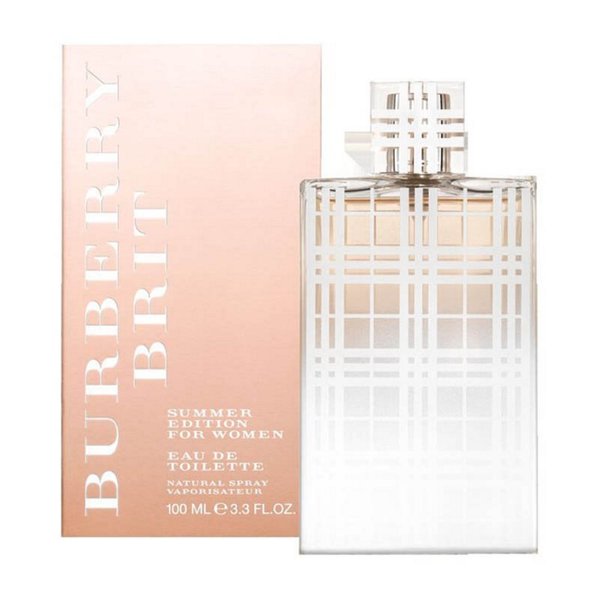 BURBERRY
BRIT
SUMMER
EDITION
FOR WOMEN
EAU DE
TOILETTE
NATURAL SPRAY
VAPORISATEUR
100 ML ℮ 3.3 FL.OZ.